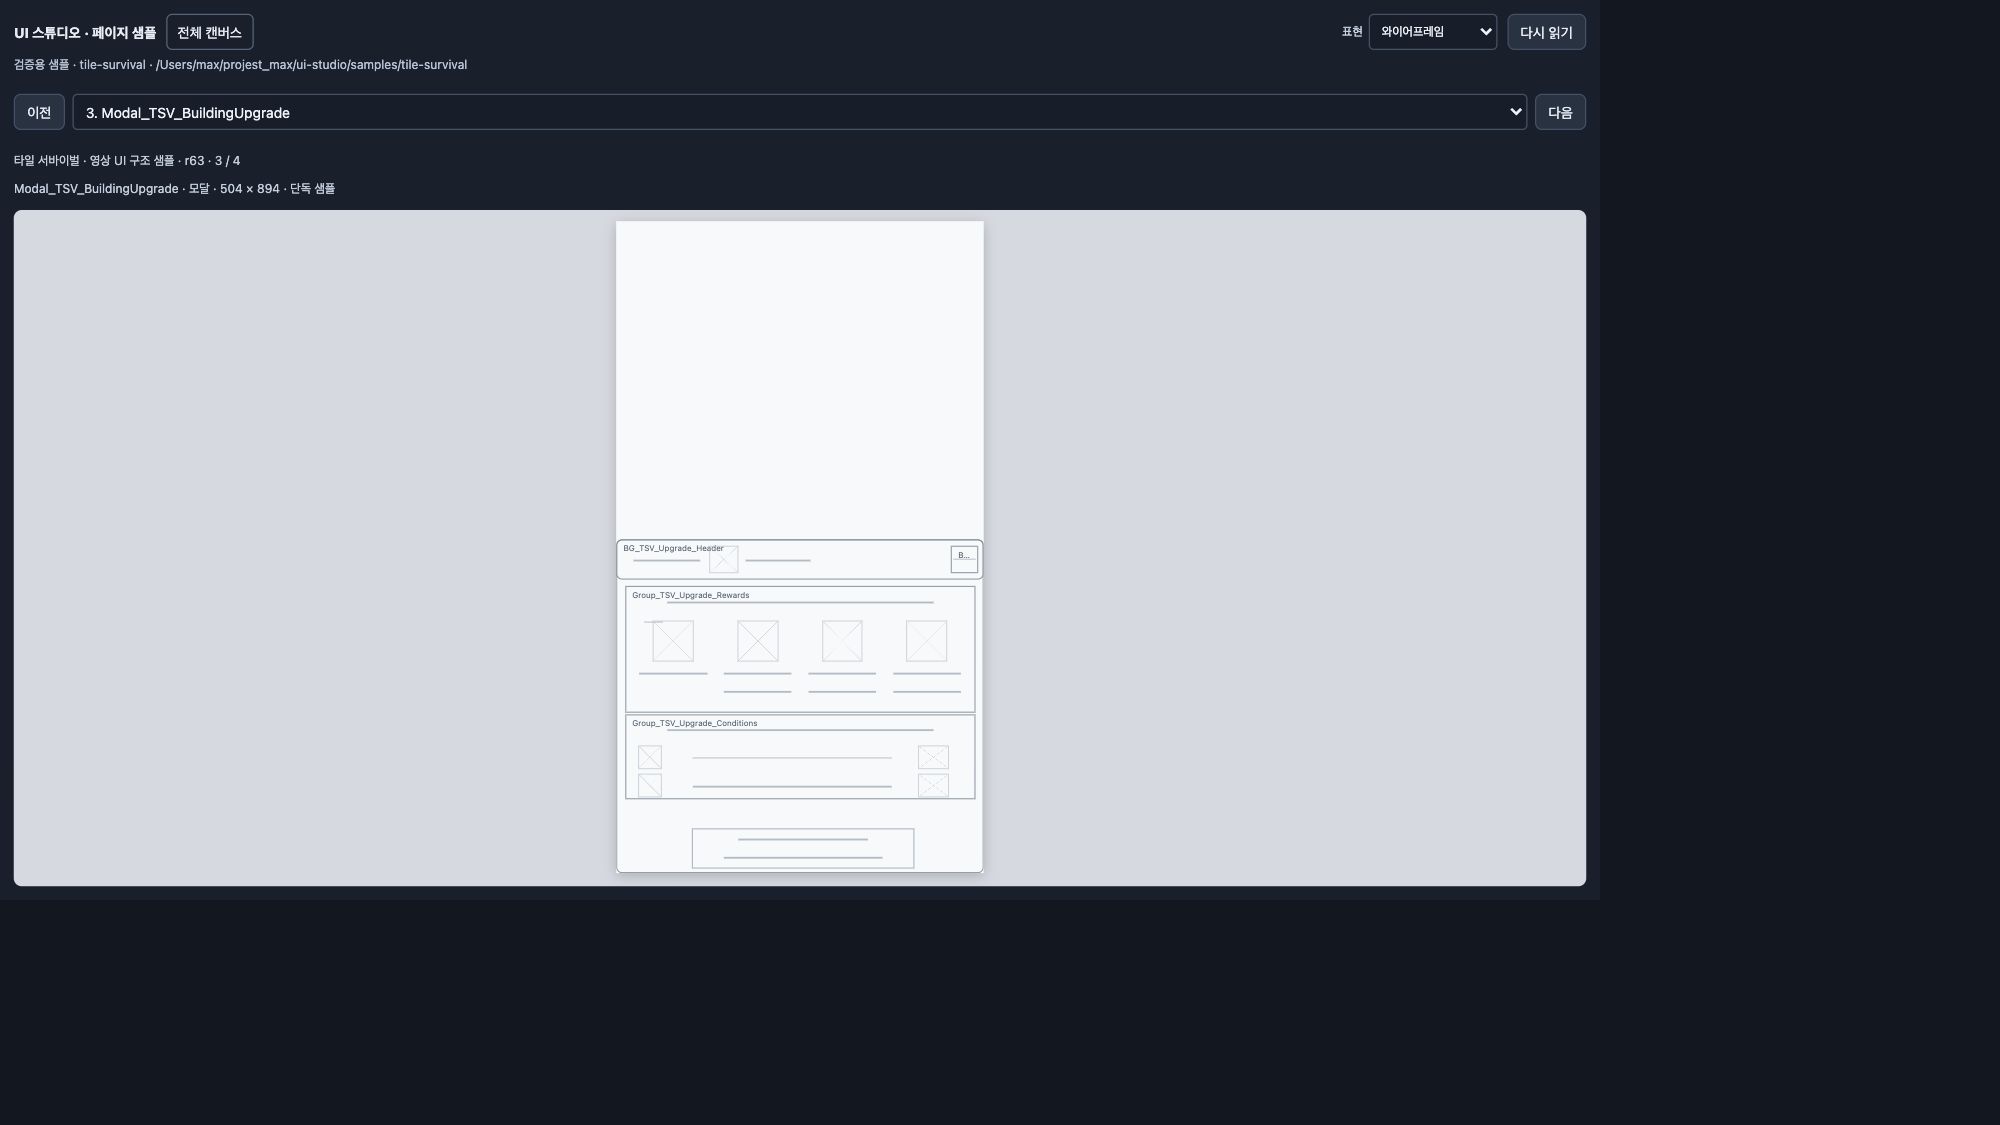 UI 스튜디오 · 페이지 샘플
전체 캔버스
표현
와이어프레임
다시 읽기
검증용 샘플 · tile-survival · /Users/max/projest_max/ui-studio/samples/tile-survival
이전
3. Modal_TSV_BuildingUpgrade
다음
타일 서바이벌 · 영상 UI 구조 샘플 · r63 · 3 / 4
Modal_TSV_BuildingUpgrade · 모달 · 504 × 894 · 단독 샘플
BG_TSV_Upgrade_Header
B...
Group_TSV_Upgrade_Rewards
Group_TSV_Upgrade_Conditions